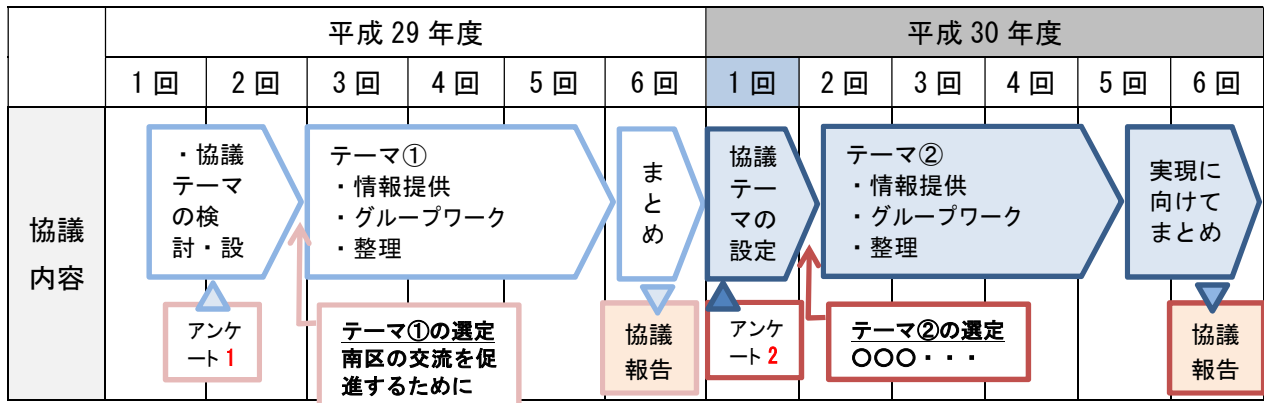 平成 29 年度 平成 30 年度
1 回 2 回 3 回 4 回 5 回 6 回 1 回 2 回 3 回 4 回 5 回 6 回
協議
内容
・協議
テーマ
の検
討・設
テーマ①
・情報提供
・グループワーク
・整理
まとめ
協議
テー
マの
設定
テーマ②
・情報提供
・グループワーク
・整理
実現に
向けて
まとめ
アンケ
ート 1
テーマ①の選定
南区の交流を促
進するために
協議
報告
アンケ
ート 2
テーマ②の選定
〇〇〇・・・
協議
報告